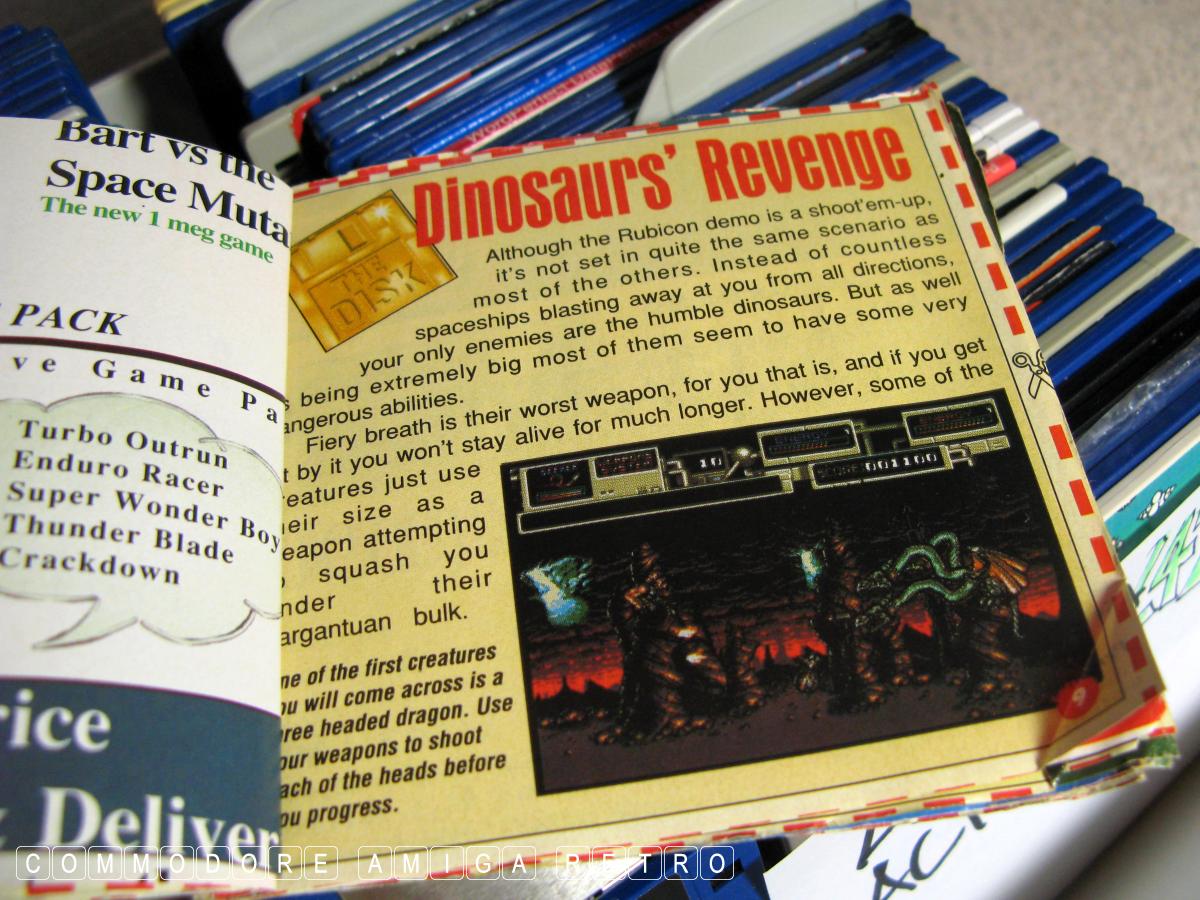 Bart vs the
Space Muta
The new 1 meg game
PACK
ve Game Pa
Turbo Outrun
Enduro Racer
Super Wonder Boy
Thunder Blade
Crackdown
rice
Deliver
Dinosaurs' Revenge
THE
DISK
Although the Rubicon demo is a shoot'em-up,
it's not set in quite the same scenario as
most of the others. Instead of countless
spaceships blasting away at you from all directions,
your only enemies are the humble dinosaurs. But as well
s being extremely big most of them seem to have some very
angerous abilities.
Fiery breath is their worst weapon, for you that is, and if you get
t by it you won't stay alive for much longer. However, some of the
reatures just use
heir size as a
eapon attempting
o squash you
nder their
argantuan bulk.
ne of the first creatures
ou will come across is a
ree headed dragon. Use
our weapons to shoot
ach of the heads before
ou progress.
10
ENERGY
ENERGY
SCORE 001100
9
COMMODORE AMIGA RETRO